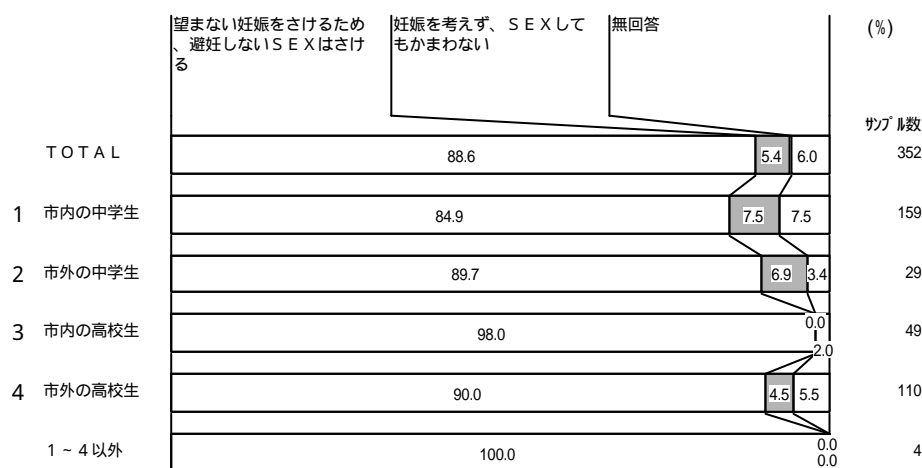 望まない妊娠をさけるため
、避妊しないＳＥＸはさけ
る
妊娠を考えず、ＳＥＸして
もかまわない
無回答
(%)
ｻﾝﾌﾟﾙ数
ＴＯＴＡＬ 88.6 5.4 6.0 352
1 市内の中学生 84.9 7.5 7.5 159
2 市外の中学生 89.7 6.9 3.4 29
3 市内の高校生 98.0 0.0 2.0 49
4 市外の高校生 90.0 4.5 5.5 110
１~４以外 100.0 0.0 0.0 4